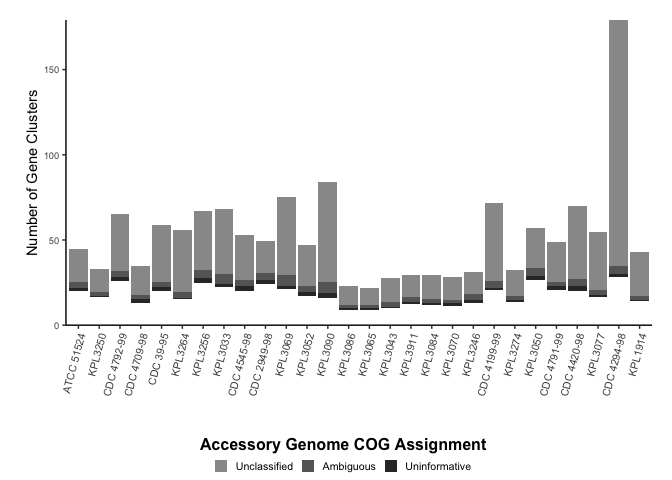 Number of Gene Clusters
150
100
50
0
ATCC 51524
KPL3250
CDC 4792-99
CDC 4709-98
CDC 39-95
KPL3264
KPL3256
KPL3033
CDC 4545-98
CDC 2949-98
KPL3069
KPL3052
KPL3090
KPL3086
KPL3065
KPL3043
KPL3911
KPL3084
KPL3070
KPL3246
CDC 4199-99
KPL3274
KPL3050
CDC 4791-99
CDC 4420-98
KPL3077
CDC 4294-98
KPL1914
Accessory Genome COG Assignment
Unclassified Ambiguous Uninformative